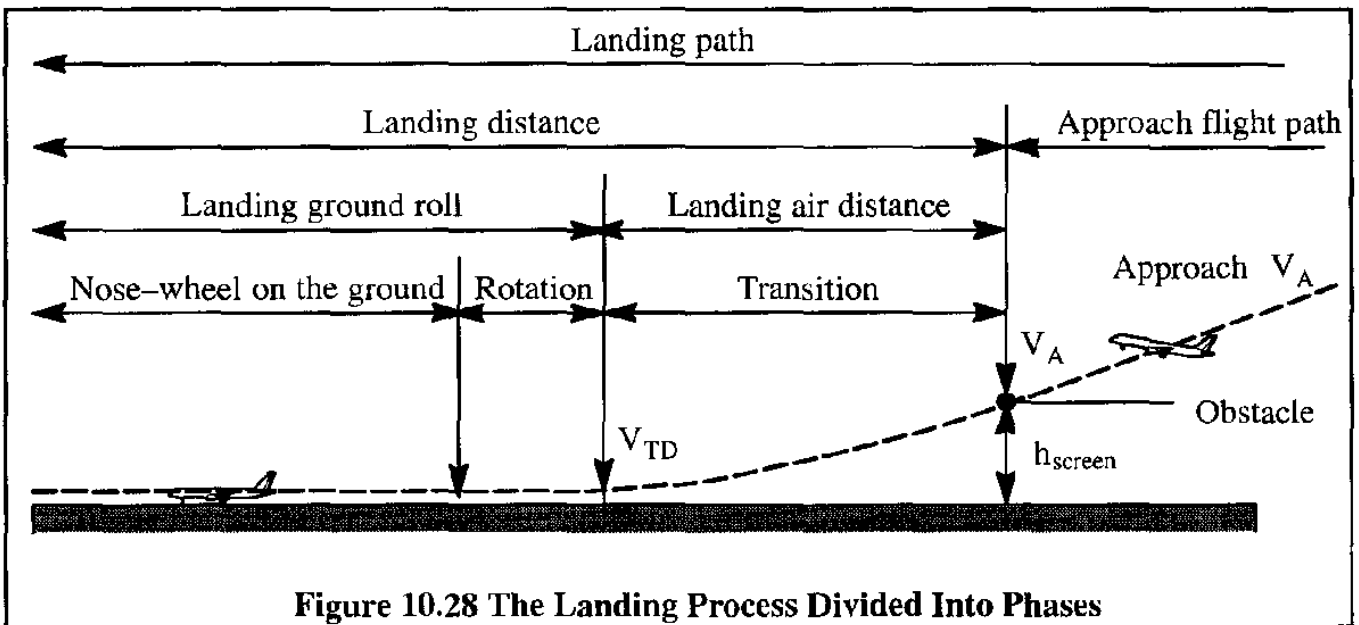 Landing path
Landing distance
Approach flight path
Landing ground roll
Landing air distance
Nose–wheel on the ground
Rotation
Transition
Approach V_A
V_A
Obstacle
V_TD
h_screen
Figure 10.28 The Landing Process Divided Into Phases